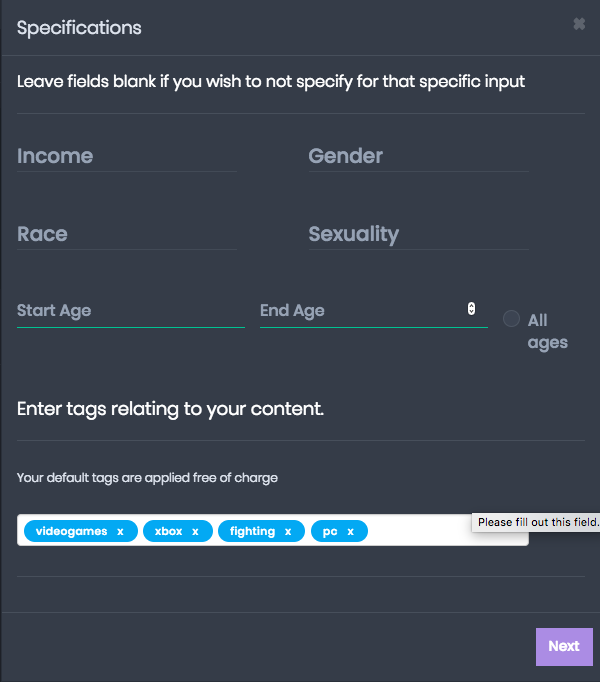 Specifications
Leave fields blank if you wish to not specify for that specific input
Income
Gender
Race
Sexuality
Start Age
End Age
All
ages
Enter tags relating to your content.
Your default tags are applied free of charge
videogames x xbox x fighting x pc x
Please fill out this field.
Next